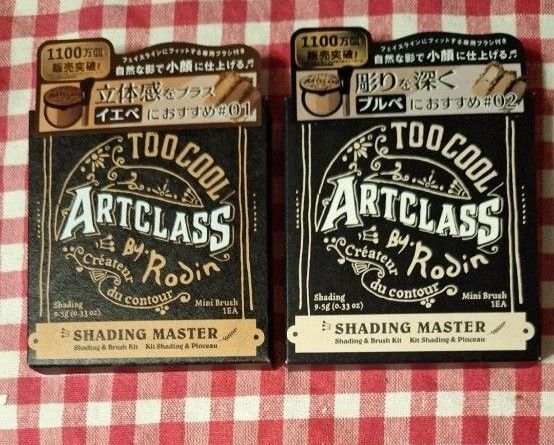 1100万個
販売突破!
フェイスラインにフィットする専用ブラシ付き
自然な影で小顔に仕上げる♬
立体感をプラス
イエベにおすすめ#01
TOO COOL
ARTCLASS
By Rodin
Créateur
du contour
Shading
9.5g (0.33 oz)
Mini Brush
1EA
SHADING MASTER
Shading & Brush Kit Kit Shading & Pinceau
1100万個
販売突破!
フェイスラインにフィットする専用ブラシ付き
自然な影で小顔に仕上げる♬
彫りを深く
ブルベにおすすめ#02
TOO COOL
ARTCLASS
By Rodin
Créateur
du contour
Shading
9.5g (0.33 oz)
Mini Brush
1EA
SHADING MASTER
Shading & Brush Kit Kit Shading & Pinceau